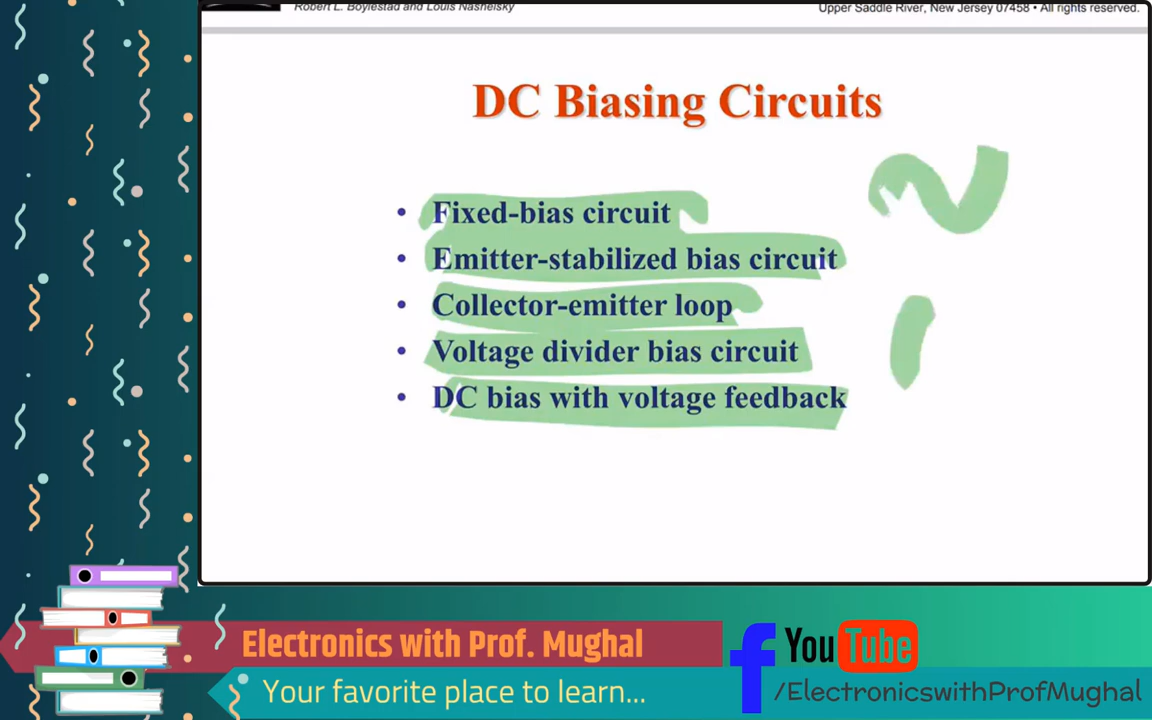 Robert L. Boylestad and Louis Nashelsky
Upper Saddle River, New Jersey 07458 • All rights reserved.
DC Biasing Circuits
• Fixed-bias circuit
• Emitter-stabilized bias circuit
• Collector-emitter loop
• Voltage divider bias circuit
• DC bias with voltage feedback
Electronics with Prof. Mughal
YouTube
Your favorite place to learn...
/ElectronicswithProfMughal